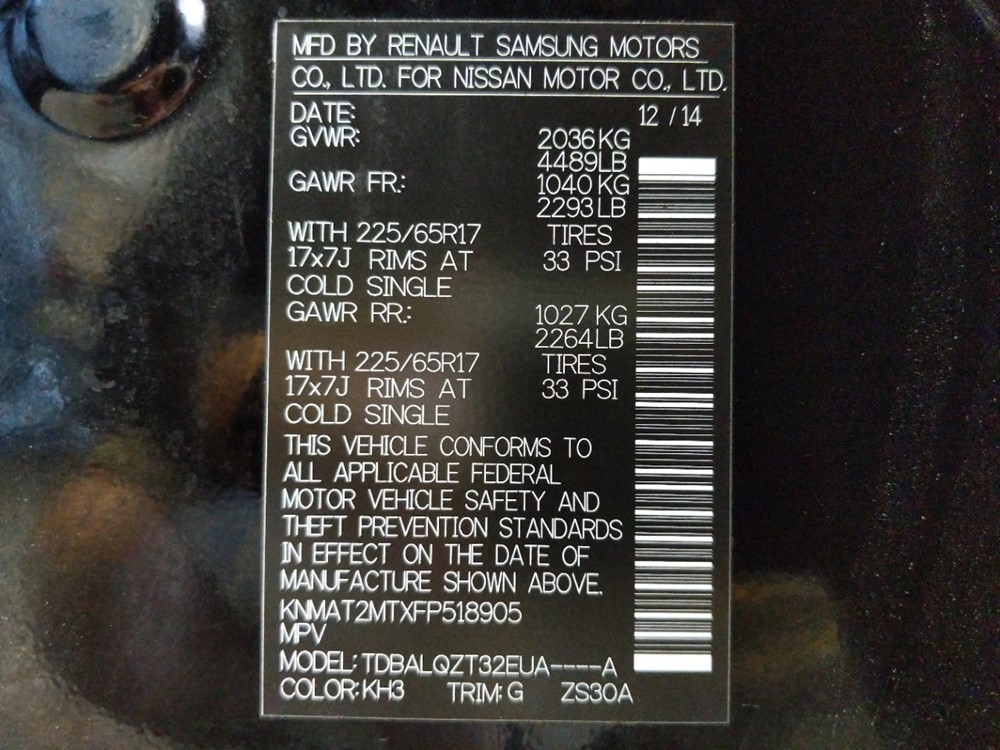 MFD BY RENAULT SAMSUNG MOTORS
CO., LTD. FOR NISSAN MOTOR CO., LTD.
DATE: 12 / 14
GVWR: 2036 KG
4489LB
GAWR FR.: 1040 KG
2293 LB
WITH 225/65R17 TIRES
17x7J RIMS AT 33 PSI
COLD SINGLE
GAWR RR.: 1027 KG
2264LB
WITH 225/65R17 TIRES
17x7J RIMS AT 33 PSI
COLD SINGLE
THIS VEHICLE CONFORMS TO
ALL APPLICABLE FEDERAL
MOTOR VEHICLE SAFETY AND
THEFT PREVENTION STANDARDS
IN EFFECT ON THE DATE OF
MANUFACTURE SHOWN ABOVE.
KNMAT2MTXFP518905
MPV
MODEL: TDBALQZT32EUA----A
COLOR: KH3 TRIM: G ZS30A